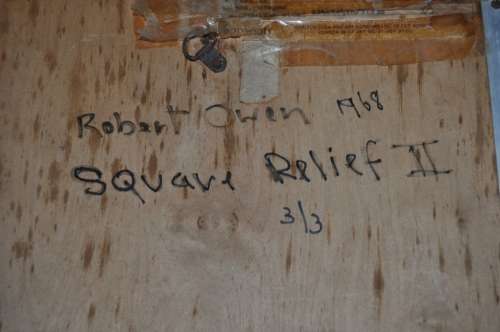 Robert Owen 1968
SQUare Relief II
3/3